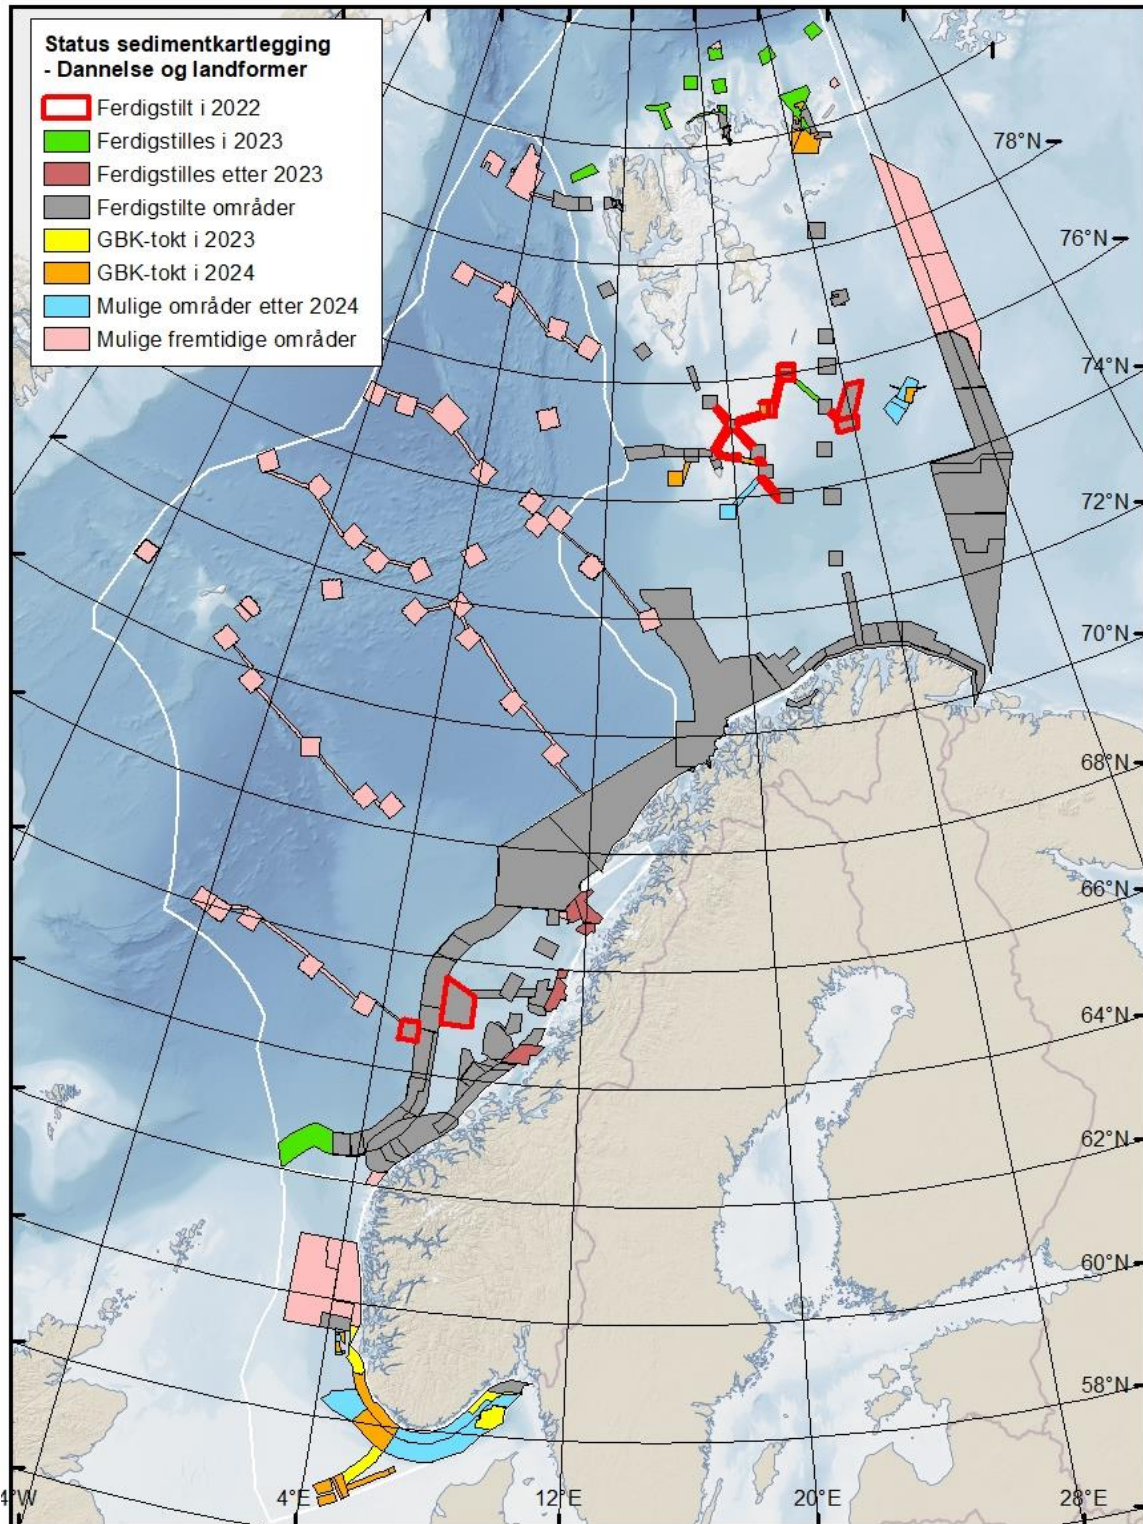 Status sedimentkartlegging
- Dannelse og landformer
Ferdigstilt i 2022
Ferdigstilles i 2023
Ferdigstilles etter 2023
Ferdigstilte områder
GBK-tokt i 2023
GBK-tokt i 2024
Mulige områder etter 2024
Mulige fremtidige områder
78°N
76°N
74°N
72°N
70°N
68°N
66°N
64°N
62°N
60°N
58°N
4°W
4°E
12°E
20°E
28°E